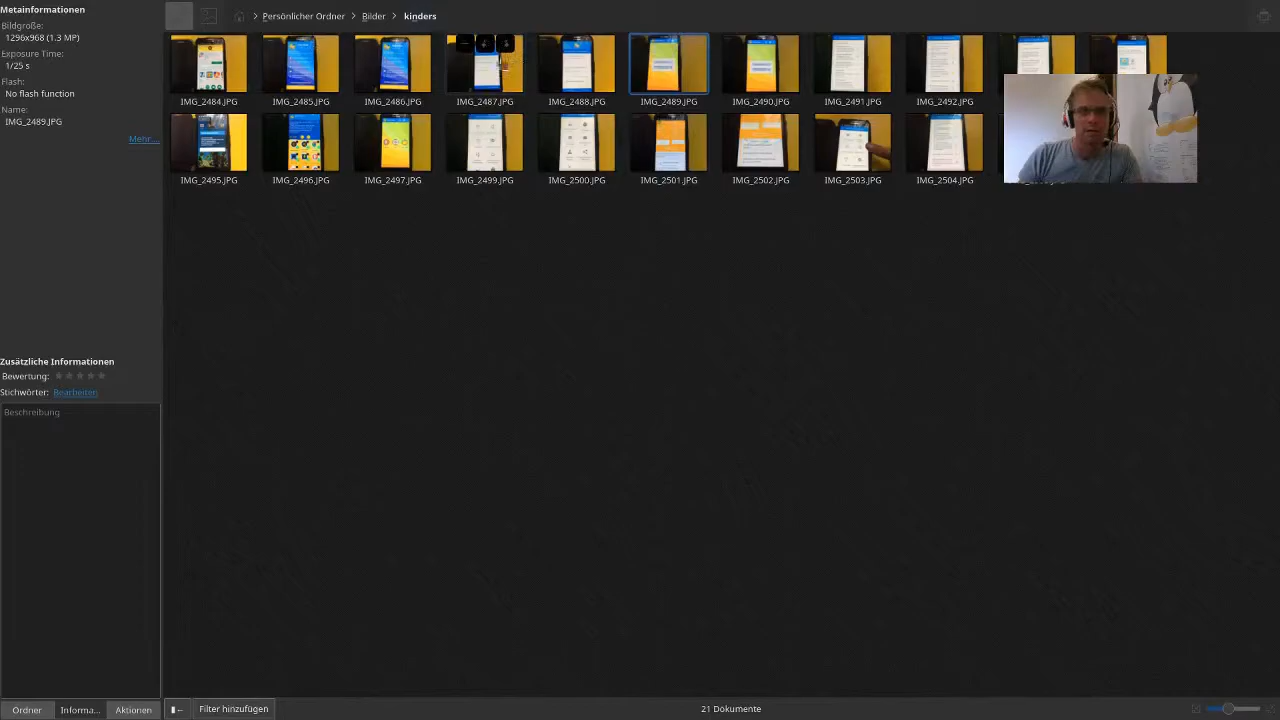 Metainformationen
Bildgroße:
1296x968 (1.3 MP)
Exposure Time:
1/25 s
Flash:
No flash function
Name:
IMG_2489.JPG
Mehr...
Persönlicher Ordner
Bilder
kinders
IMG_2484.JPG
IMG_2485.JPG
IMG_2486.JPG
IMG_2487.JPG
IMG_2488.JPG
IMG_2489.JPG
IMG_2490.JPG
IMG_2491.JPG
IMG_2492.JPG
IMG_2495.JPG
IMG_2496.JPG
IMG_2497.JPG
IMG_2499.JPG
IMG_2500.JPG
IMG_2501.JPG
IMG_2502.JPG
IMG_2503.JPG
IMG_2504.JPG
Zusätzliche Informationen
Bewertung:
Stichwörter: Bearbeiten
Beschreibung
Ordner
Informa...
Aktionen
Filter hinzufügen
21 Dokumente